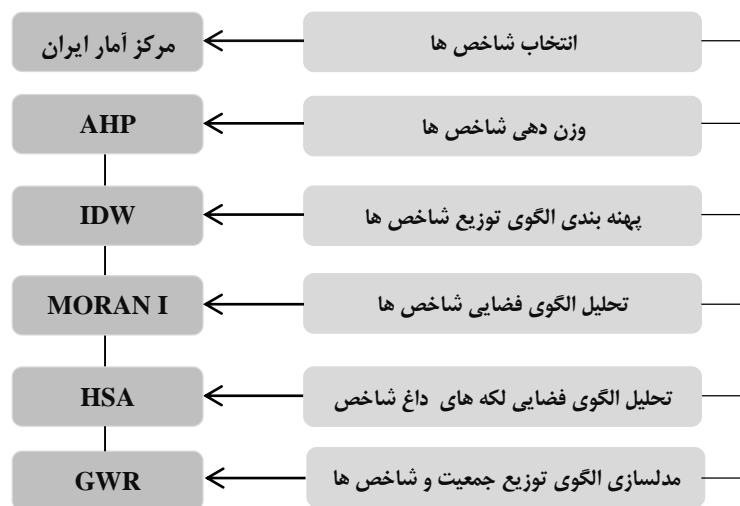 انتخاب شاخص ها
مرکز آمار ایران
وزن دهی شاخص ها
AHP
پهنه بندی الگوی توزیع شاخص ها
IDW
تحلیل الگوی فضایی شاخص ها
MORAN I
تحلیل الگوی فضایی لکه های داغ شاخص
HSA
مدلسازی الگوی توزیع جمعیت و شاخص ها
GWR